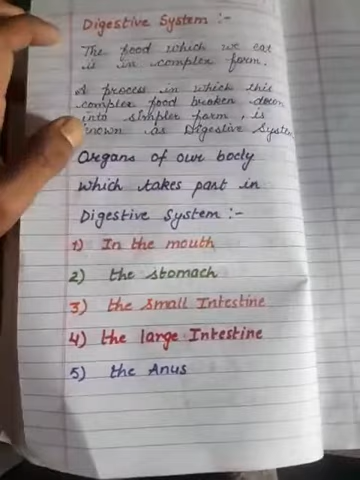 Digestive System :-
The food which we eat
is in complex form.
A process in which this
complex food broken down
into simpler form, is
known as Digestive System
Organs of our body
which takes part in
Digestive System :-
1) In the mouth
2) the stomach
3) the small Intestine
4) the large Intestine
5) the Anus